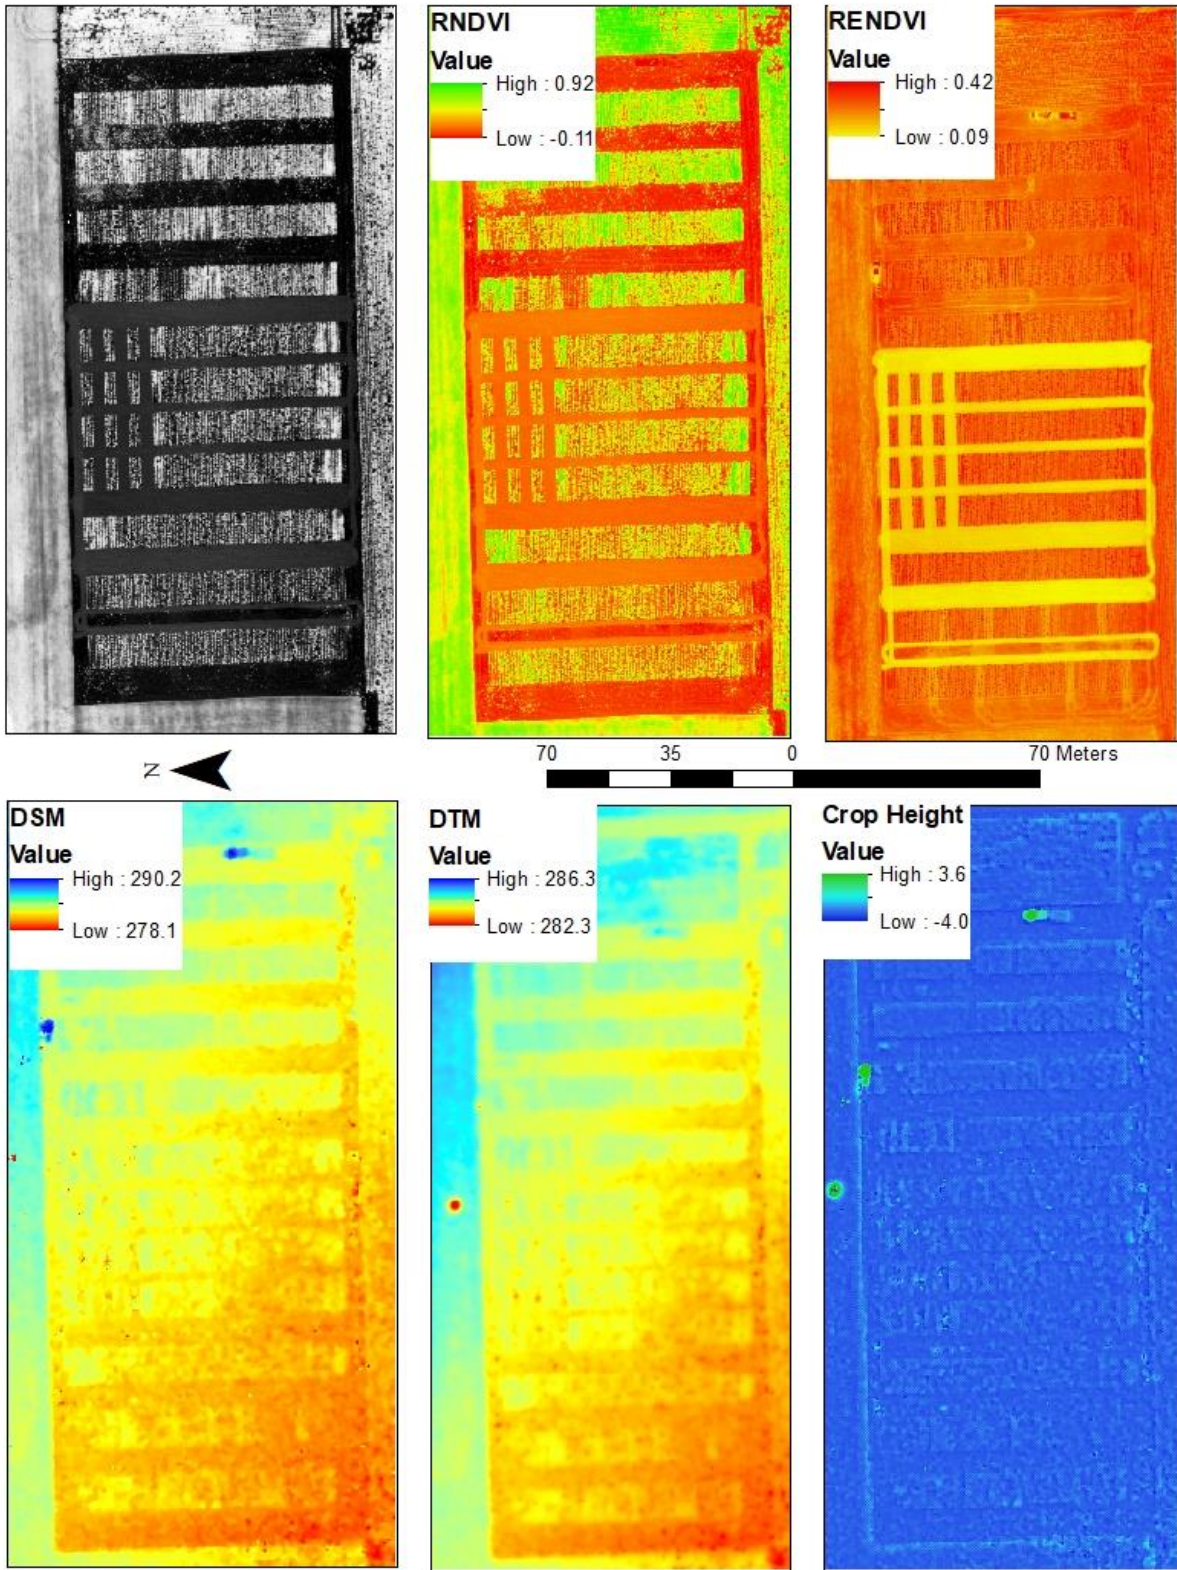 RNDVI
Value
High : 0.92
Low : -0.11
RENDVI
Value
High : 0.42
Low : 0.09
N
70 35 0 70 Meters
DSM
Value
High : 290.2
Low : 278.1
DTM
Value
High : 286.3
Low : 282.3
Crop Height
Value
High : 3.6
Low : -4.0